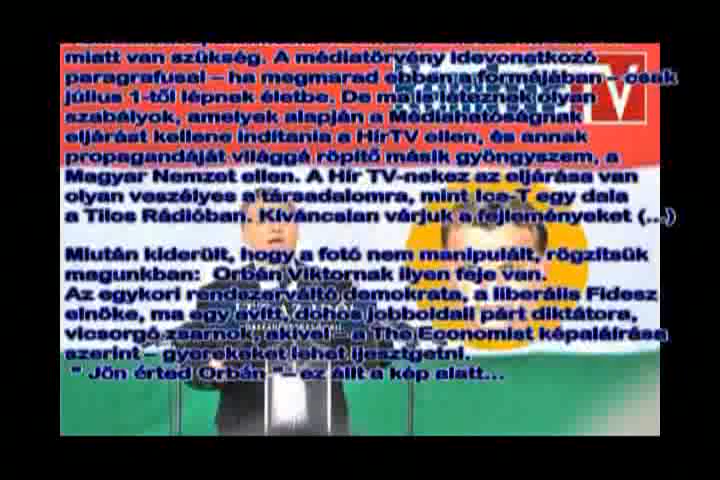 miatt van szükség. A médiatörvény idevonatkozó
paragrafusai – ha megmarad ebben a formájában – csak
július 1-től lépnek életbe. De ma is léteznek olyan
szabályok, amelyek alapján a Médiahatóságnak
eljárást kellene indítania a HírTV ellen, és annak
propagandáját világgá röpítő másik gyöngyszem, a
Magyar Nemzet ellen. A Hír TV-nekez az eljárása van
olyan veszélyes a társadalomra, mint Ice-T egy dala
a Tilos Rádióban. Kíváncsian várjuk a fejleményeket (...)
Miután kiderült, hogy a fotó nem manipulált, rögzítsük
magunkban: Orbán Viktornak ilyen feje van.
Az egykori rendszerváltó demokrata, a liberális Fidesz
elnöke, ma egy avítt, dohos jobboldali párt diktátora,
vicsorgó zsarnok, akivel – a The Economist képaláírása
szerint – gyerekeket lehet ijesztgetni.
" Jön érted Orbán "– ez állt a kép alatt...
TV